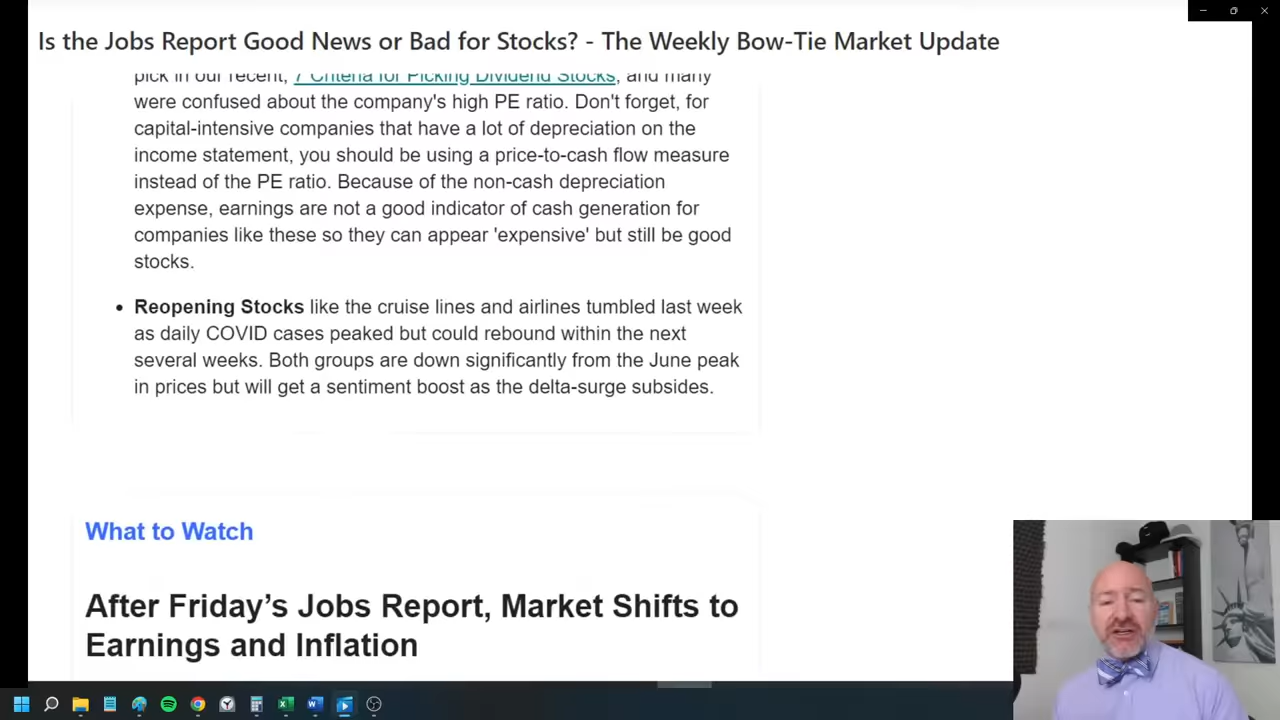 Is the Jobs Report Good News or Bad for Stocks? - The Weekly Bow-Tie Market Update
pick in our recent, 7 Criteria for Picking Dividend Stocks, and many
were confused about the company's high PE ratio. Don't forget, for
capital-intensive companies that have a lot of depreciation on the
income statement, you should be using a price-to-cash flow measure
instead of the PE ratio. Because of the non-cash depreciation
expense, earnings are not a good indicator of cash generation for
companies like these so they can appear 'expensive' but still be good
stocks.
• Reopening Stocks like the cruise lines and airlines tumbled last week
as daily COVID cases peaked but could rebound within the next
several weeks. Both groups are down significantly from the June peak
in prices but will get a sentiment boost as the delta-surge subsides.
What to Watch
After Friday’s Jobs Report, Market Shifts to
Earnings and Inflation